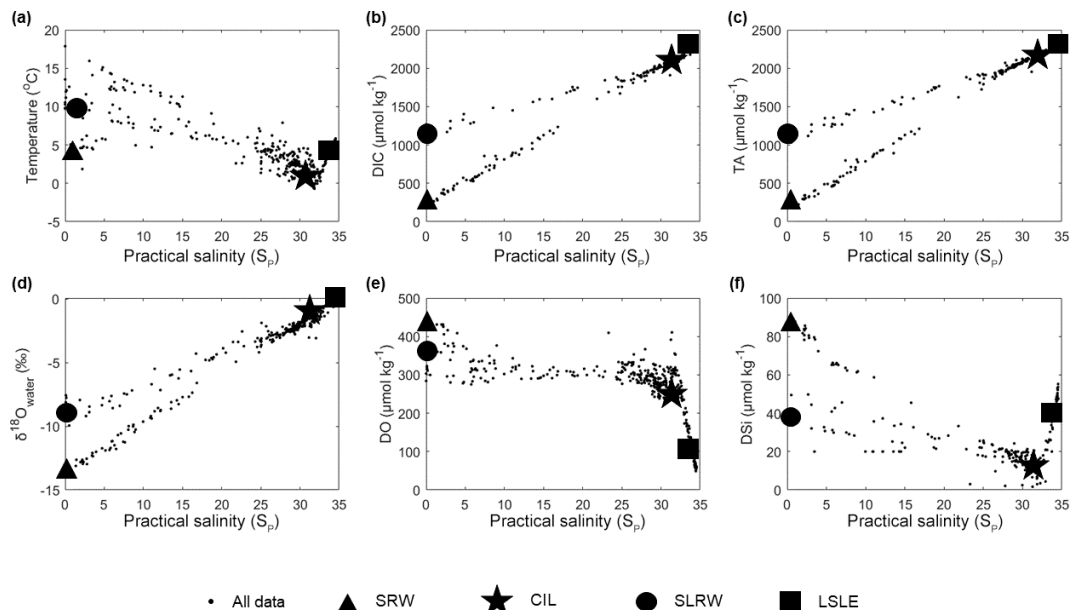 (a)
20
15
10
5
0
-5
Temperature (°C)
0 5 10 15 20 25 30 35
Practical salinity (Sₚ)
(b)
2500
2000
1500
1000
500
0
DIC (μmol kg⁻¹)
0 5 10 15 20 25 30 35
Practical salinity (Sₚ)
(c)
2500
2000
1500
1000
500
0
TA (μmol kg⁻¹)
0 5 10 15 20 25 30 35
Practical salinity (Sₚ)
(d)
0
-5
-10
-15
δ¹⁸O_water (‰)
0 5 10 15 20 25 30 35
Practical salinity (Sₚ)
(e)
500
400
300
200
100
0
DO (μmol kg⁻¹)
0 5 10 15 20 25 30 35
Practical salinity (Sₚ)
(f)
100
80
60
40
20
0
DSi (μmol kg⁻¹)
0 5 10 15 20 25 30 35
Practical salinity (Sₚ)
All data SRW CIL SLRW LSLE